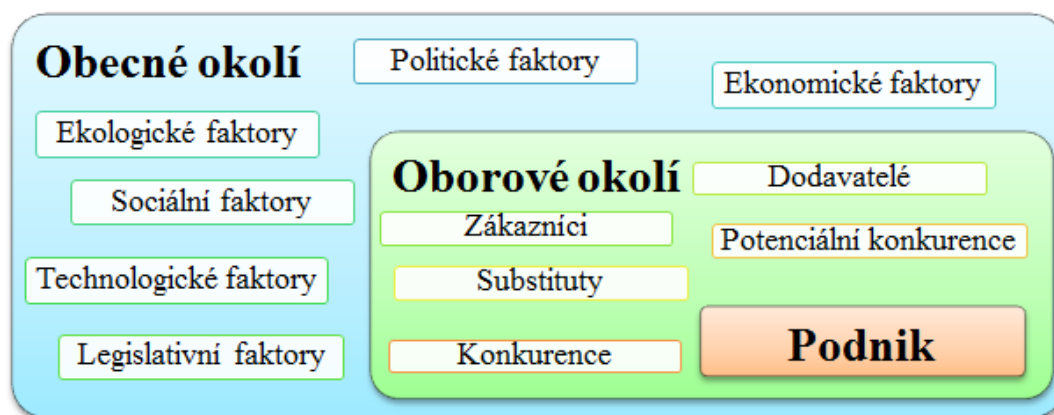 Obecné okolí
Politické faktory
Ekonomické faktory
Ekologické faktory
Sociální faktory
Technologické faktory
Legislativní faktory
Oborové okolí
Dodavatelé
Zákazníci
Potenciální konkurence
Substituty
Konkurence
Podnik